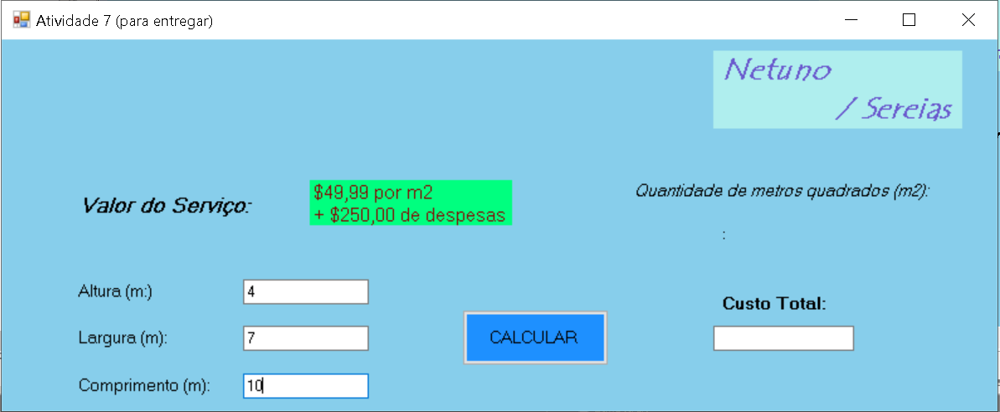 Atividade 7 (para entregar)
Netuno
/ Sereias
Valor do Serviço:
$49,99 por m2
+ $250,00 de despesas
Quantidade de metros quadrados (m2):
:
Altura (m:)
4
Largura (m):
7
Comprimento (m):
10
CALCULAR
Custo Total: